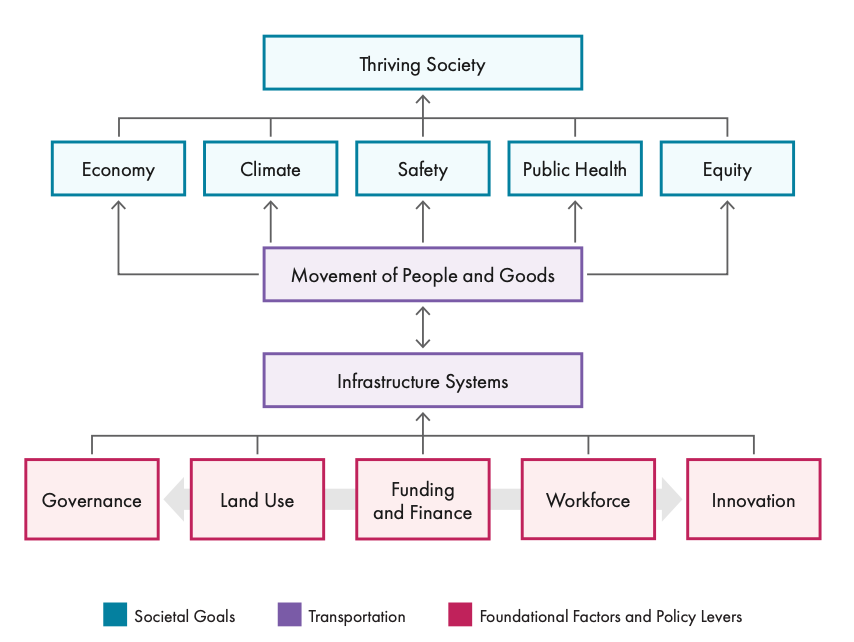 Thriving Society
Economy
Climate
Safety
Public Health
Equity
Movement of People and Goods
Infrastructure Systems
Governance
Land Use
Funding
and Finance
Workforce
Innovation
Societal Goals
Transportation
Foundational Factors and Policy Levers